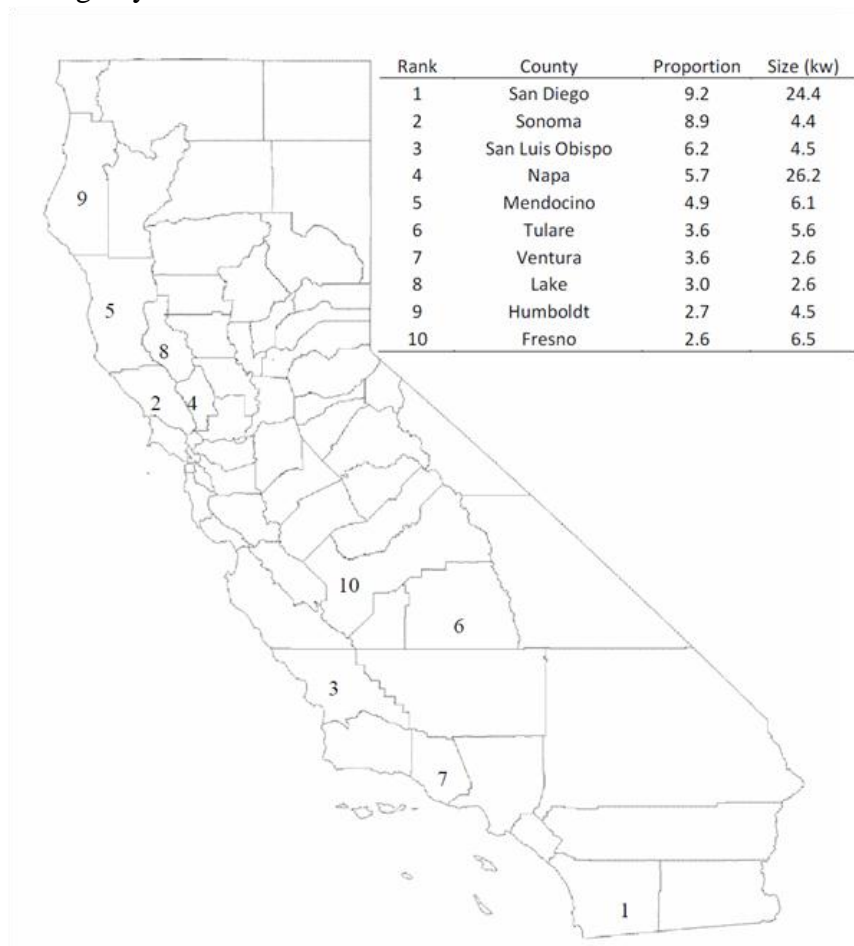 Rank County Proportion Size (kw)
1 San Diego 9.2 24.4
2 Sonoma 8.9 4.4
3 San Luis Obispo 6.2 4.5
4 Napa 5.7 26.2
5 Mendocino 4.9 6.1
6 Tulare 3.6 5.6
7 Ventura 3.6 2.6
8 Lake 3.0 2.6
9 Humboldt 2.7 4.5
10 Fresno 2.6 6.5
9
5
8
2 4
10
6
3
7
1